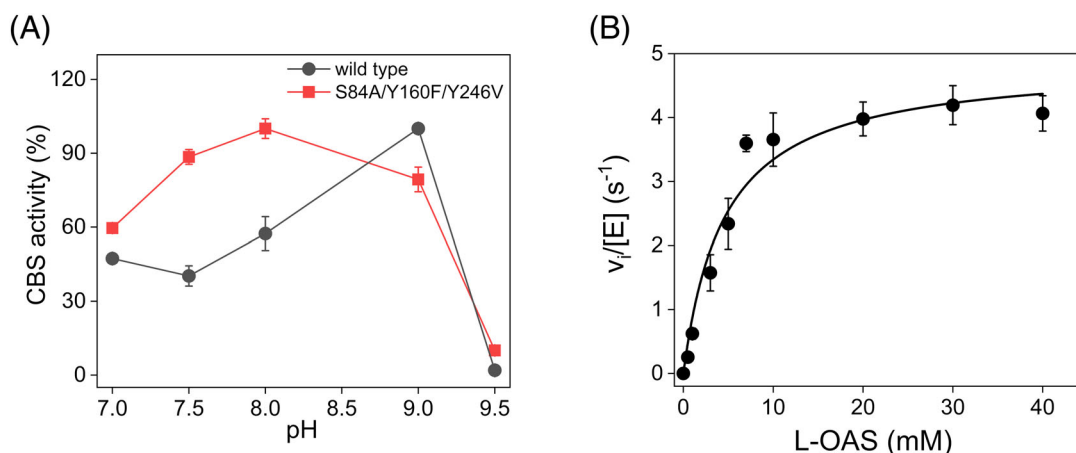 (A)
wild type
S84A/Y160F/Y246V
CBS activity (%)
120
90
60
30
0
7.0 7.5 8.0 8.5 9.0 9.5
pH
(B)
vi/[E] (s⁻¹)
5
4
3
2
1
0
0 10 20 30 40
L-OAS (mM)